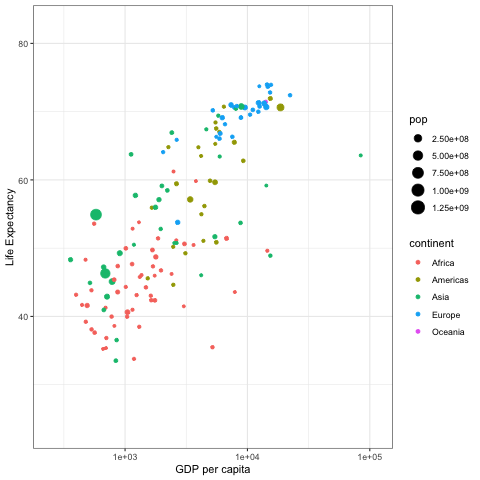 80
60
40
1e+03
1e+04
1e+05
GDP per capita
Life Expectancy
pop
2.50e+08
5.00e+08
7.50e+08
1.00e+09
1.25e+09
continent
Africa
Americas
Asia
Europe
Oceania